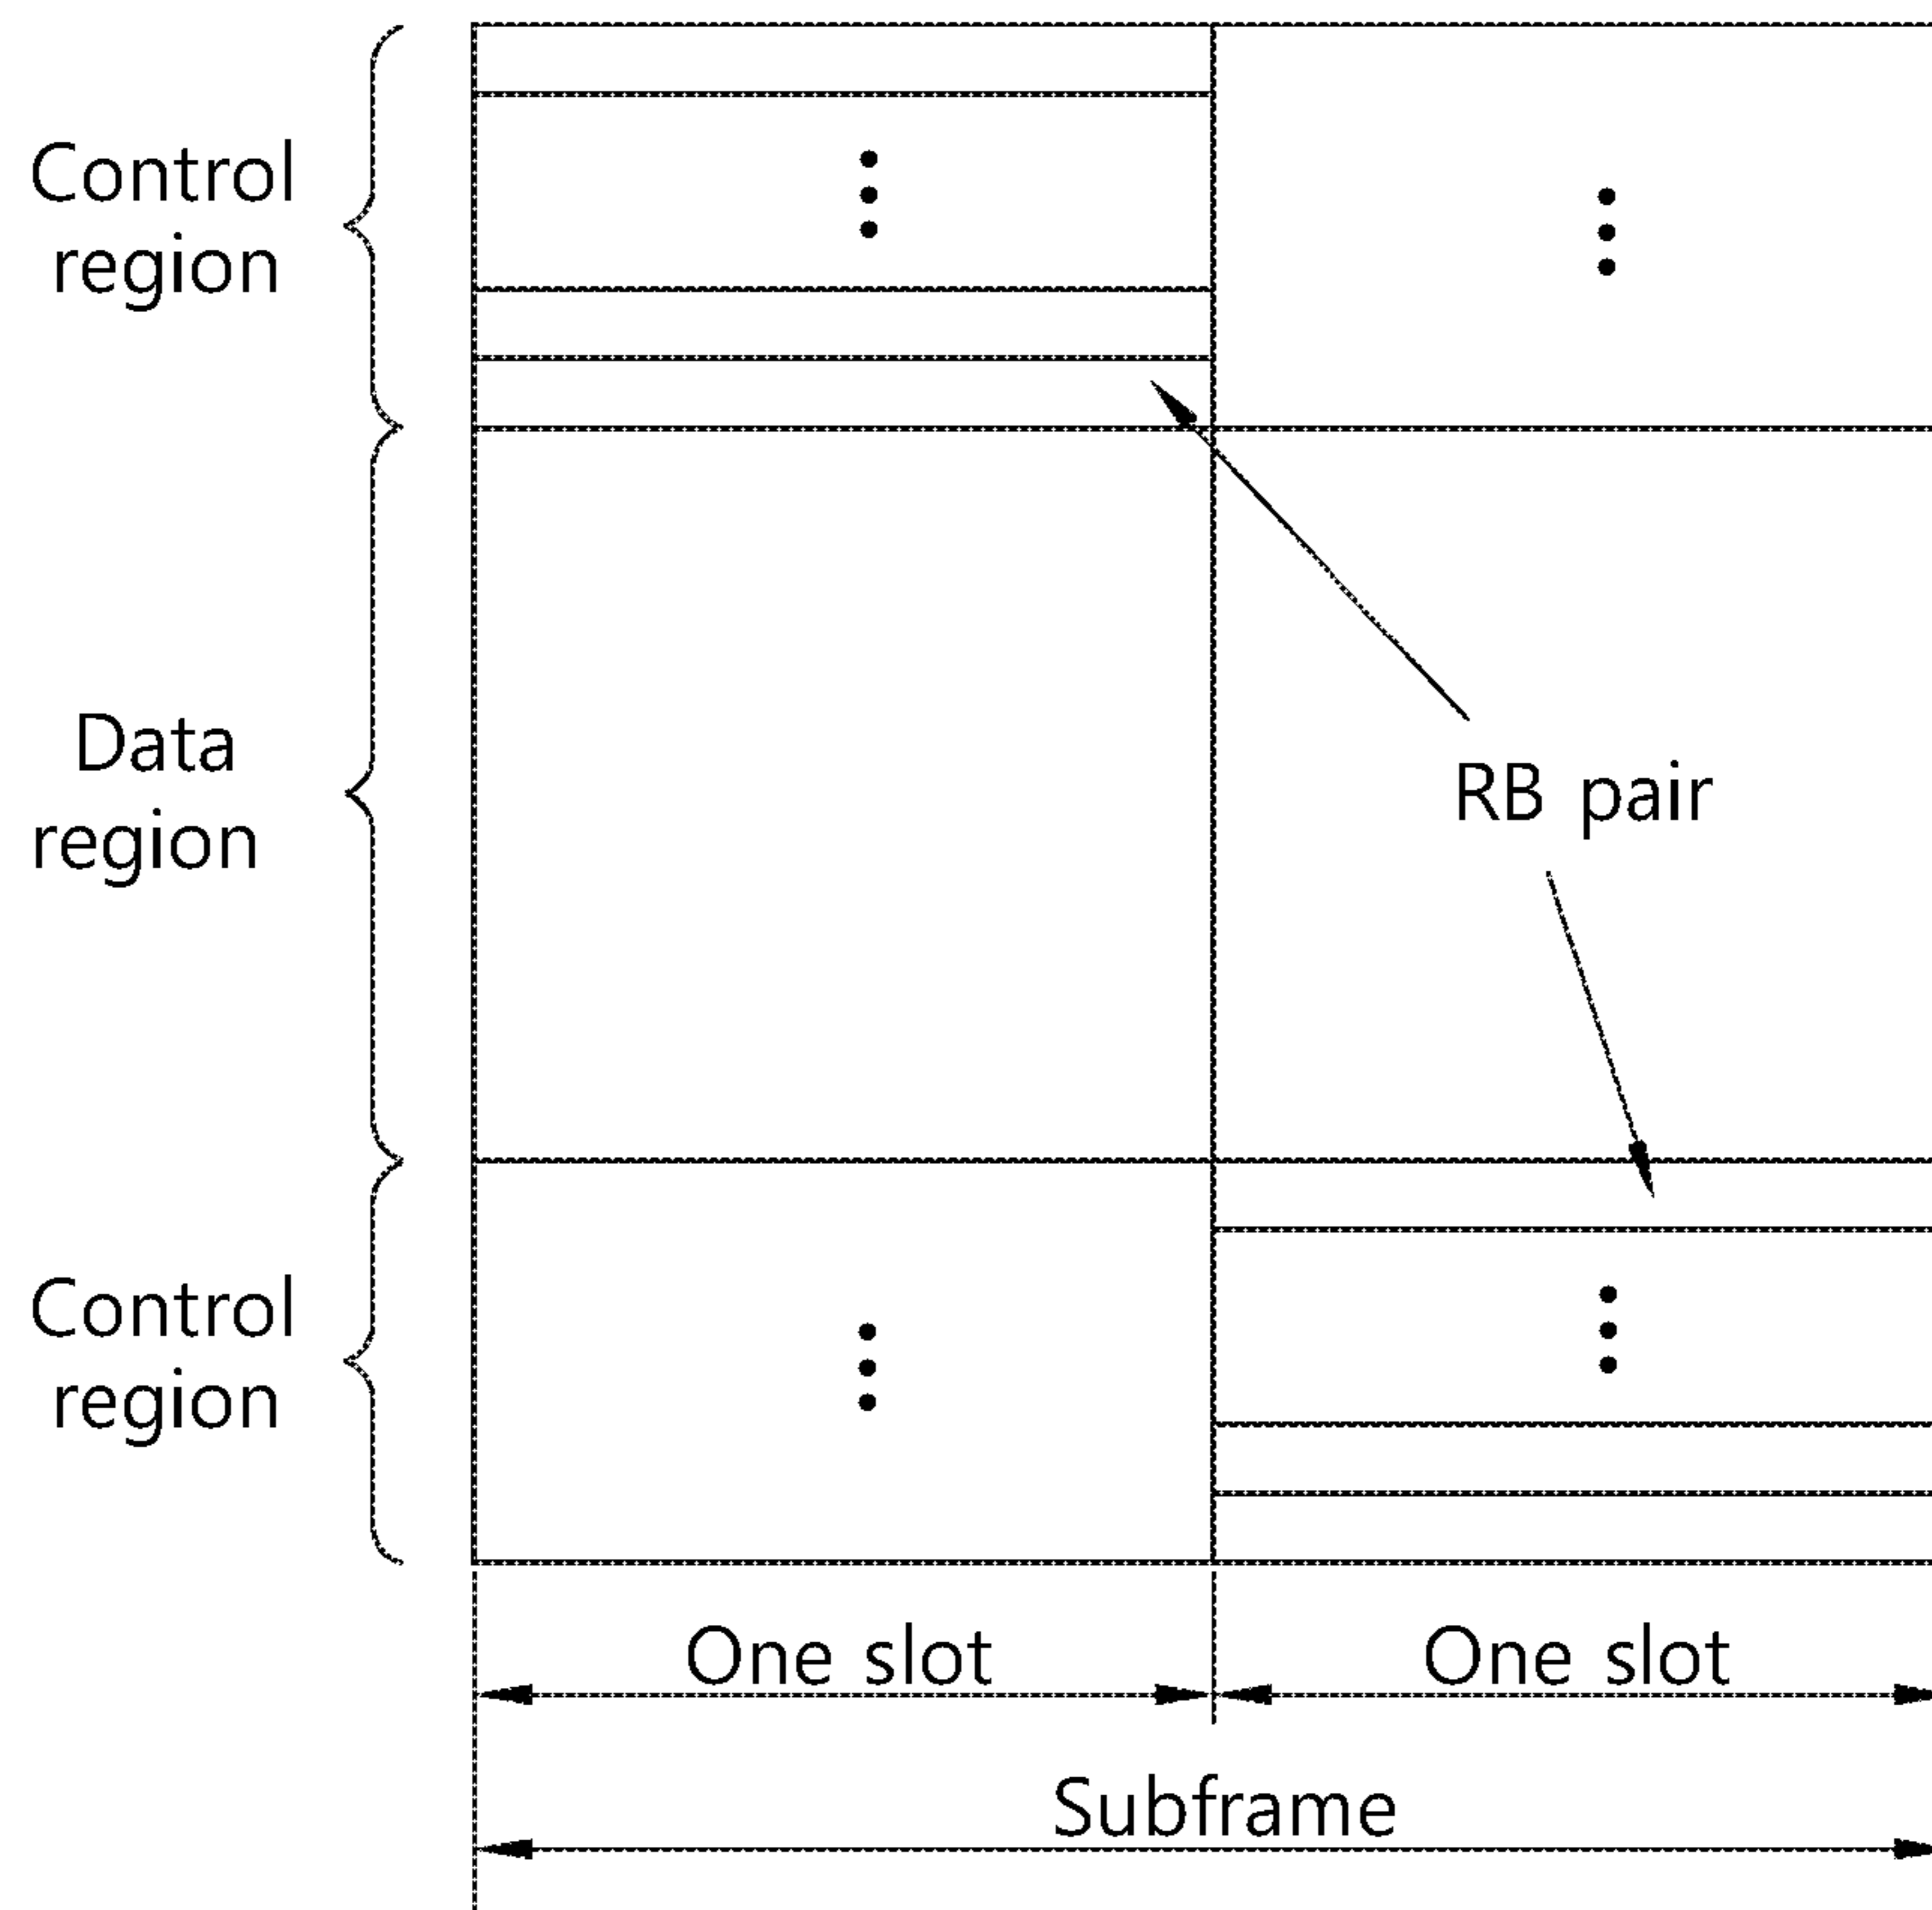 Control
region
Data
region
RB pair
Control
region
One slot
One slot
Subframe